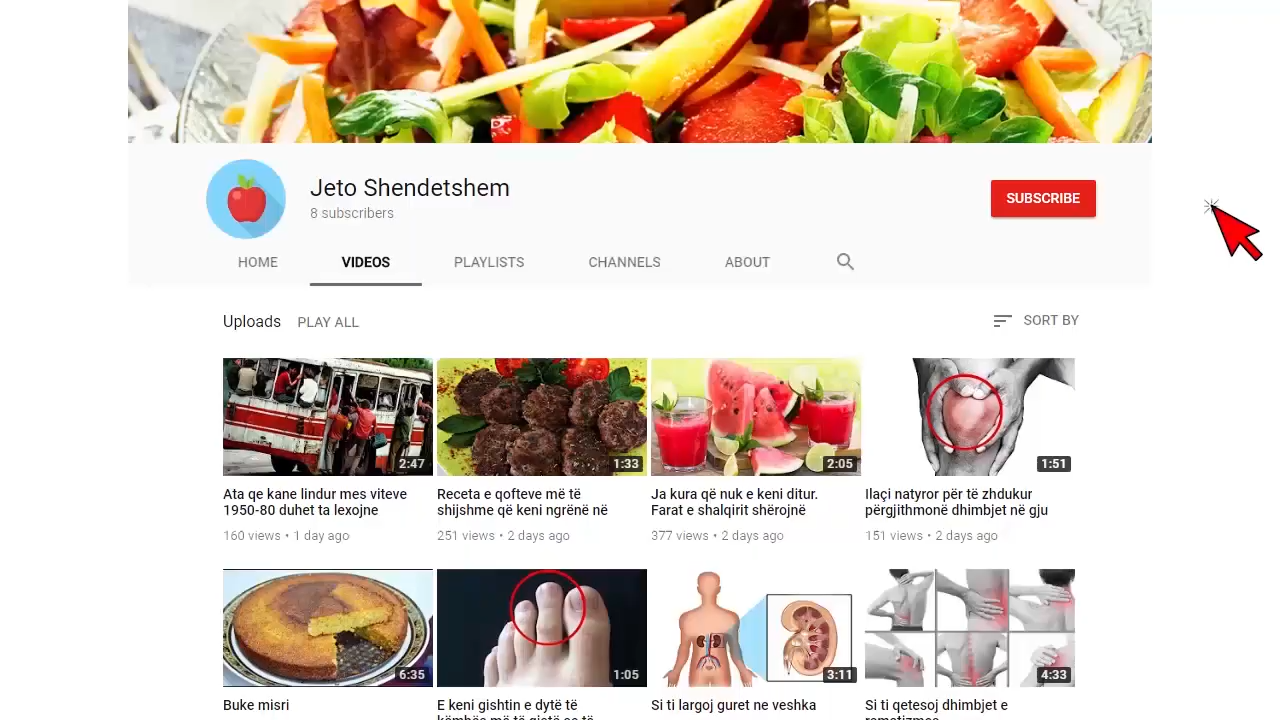 Jeto Shendetshem
8 subscribers
SUBSCRIBE
HOME VIDEOS PLAYLISTS CHANNELS ABOUT
Uploads PLAY ALL SORT BY
2:47 1:33 2:05 1:51
Ata qe kane lindur mes viteve
1950-80 duhet ta lexojne
160 views • 1 day ago
Receta e qofteve më të
shijshme që keni ngrënë në
251 views • 2 days ago
Ja kura që nuk e keni ditur.
Farat e shalqirit shërojnë
377 views • 2 days ago
Ilaçi natyror për të zhdukur
përgjithmonë dhimbjet në gju
151 views • 2 days ago
6:35 1:05 3:11 4:33
Buke misri
E keni gishtin e dytë të
Si ti largoj guret ne veshka
Si ti qetesoj dhimbjet e